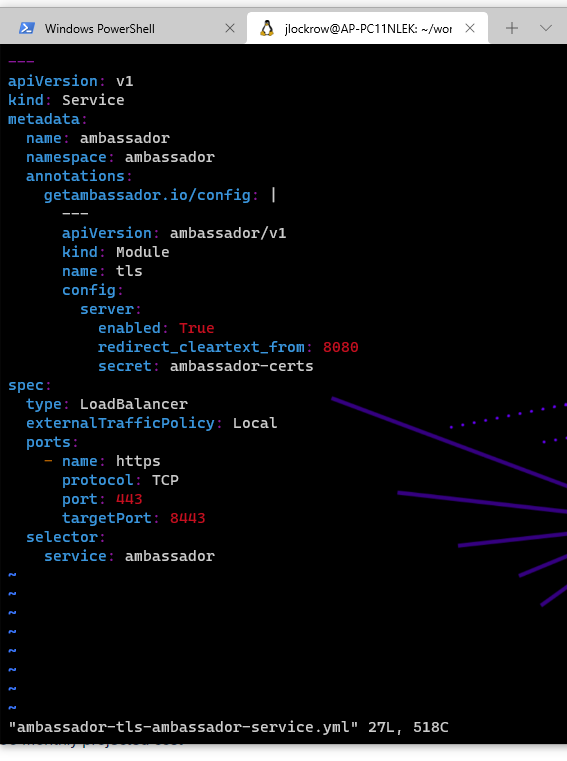 Windows PowerShell
jlockrow@AP-PC11NLEK: ~/wor
---
apiVersion: v1
kind: Service
metadata:
  name: ambassador
  namespace: ambassador
  annotations:
    getambassador.io/config: |
      ---
      apiVersion: ambassador/v1
      kind: Module
      name: tls
      config:
        server:
          enabled: True
          redirect_cleartext_from: 8080
          secret: ambassador-certs
spec:
  type: LoadBalancer
  externalTrafficPolicy: Local
  ports:
    - name: https
      protocol: TCP
      port: 443
      targetPort: 8443
  selector:
    service: ambassador
~
~
~
~
~
~
~
~
"ambassador-tls-ambassador-service.yml" 27L, 518C